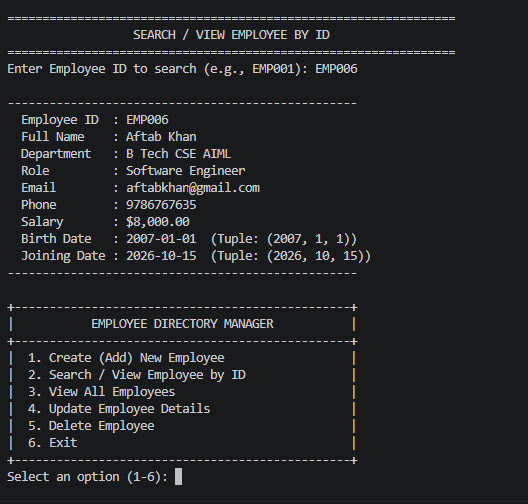 ================================================================
                  SEARCH / VIEW EMPLOYEE BY ID
================================================================
Enter Employee ID to search (e.g., EMP001): EMP006

--------------------------------------------------
  Employee ID  : EMP006
  Full Name    : Aftab Khan
  Department   : B Tech CSE AIML
  Role         : Software Engineer
  Email        : aftabkhan@gmail.com
  Phone        : 9786767635
  Salary       : $8,000.00
  Birth Date   : 2007-01-01  (Tuple: (2007, 1, 1))
  Joining Date : 2026-10-15  (Tuple: (2026, 10, 15))
--------------------------------------------------

+------------------------------------------------+
|           EMPLOYEE DIRECTORY MANAGER           |
+------------------------------------------------+
|  1. Create (Add) New Employee                  |
|  2. Search / View Employee by ID               |
|  3. View All Employees                         |
|  4. Update Employee Details                    |
|  5. Delete Employee                            |
|  6. Exit                                       |
+------------------------------------------------+
Select an option (1-6):